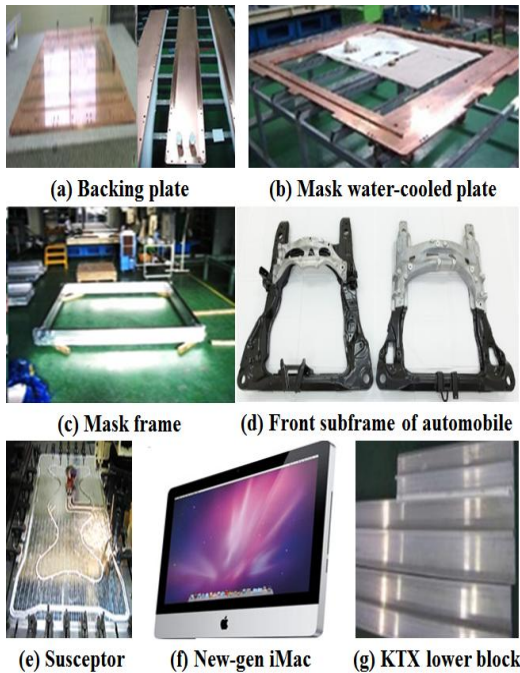 (a) Backing plate
(b) Mask water-cooled plate
(c) Mask frame
(d) Front subframe of automobile
(e) Susceptor
(f) New-gen iMac
(g) KTX lower block